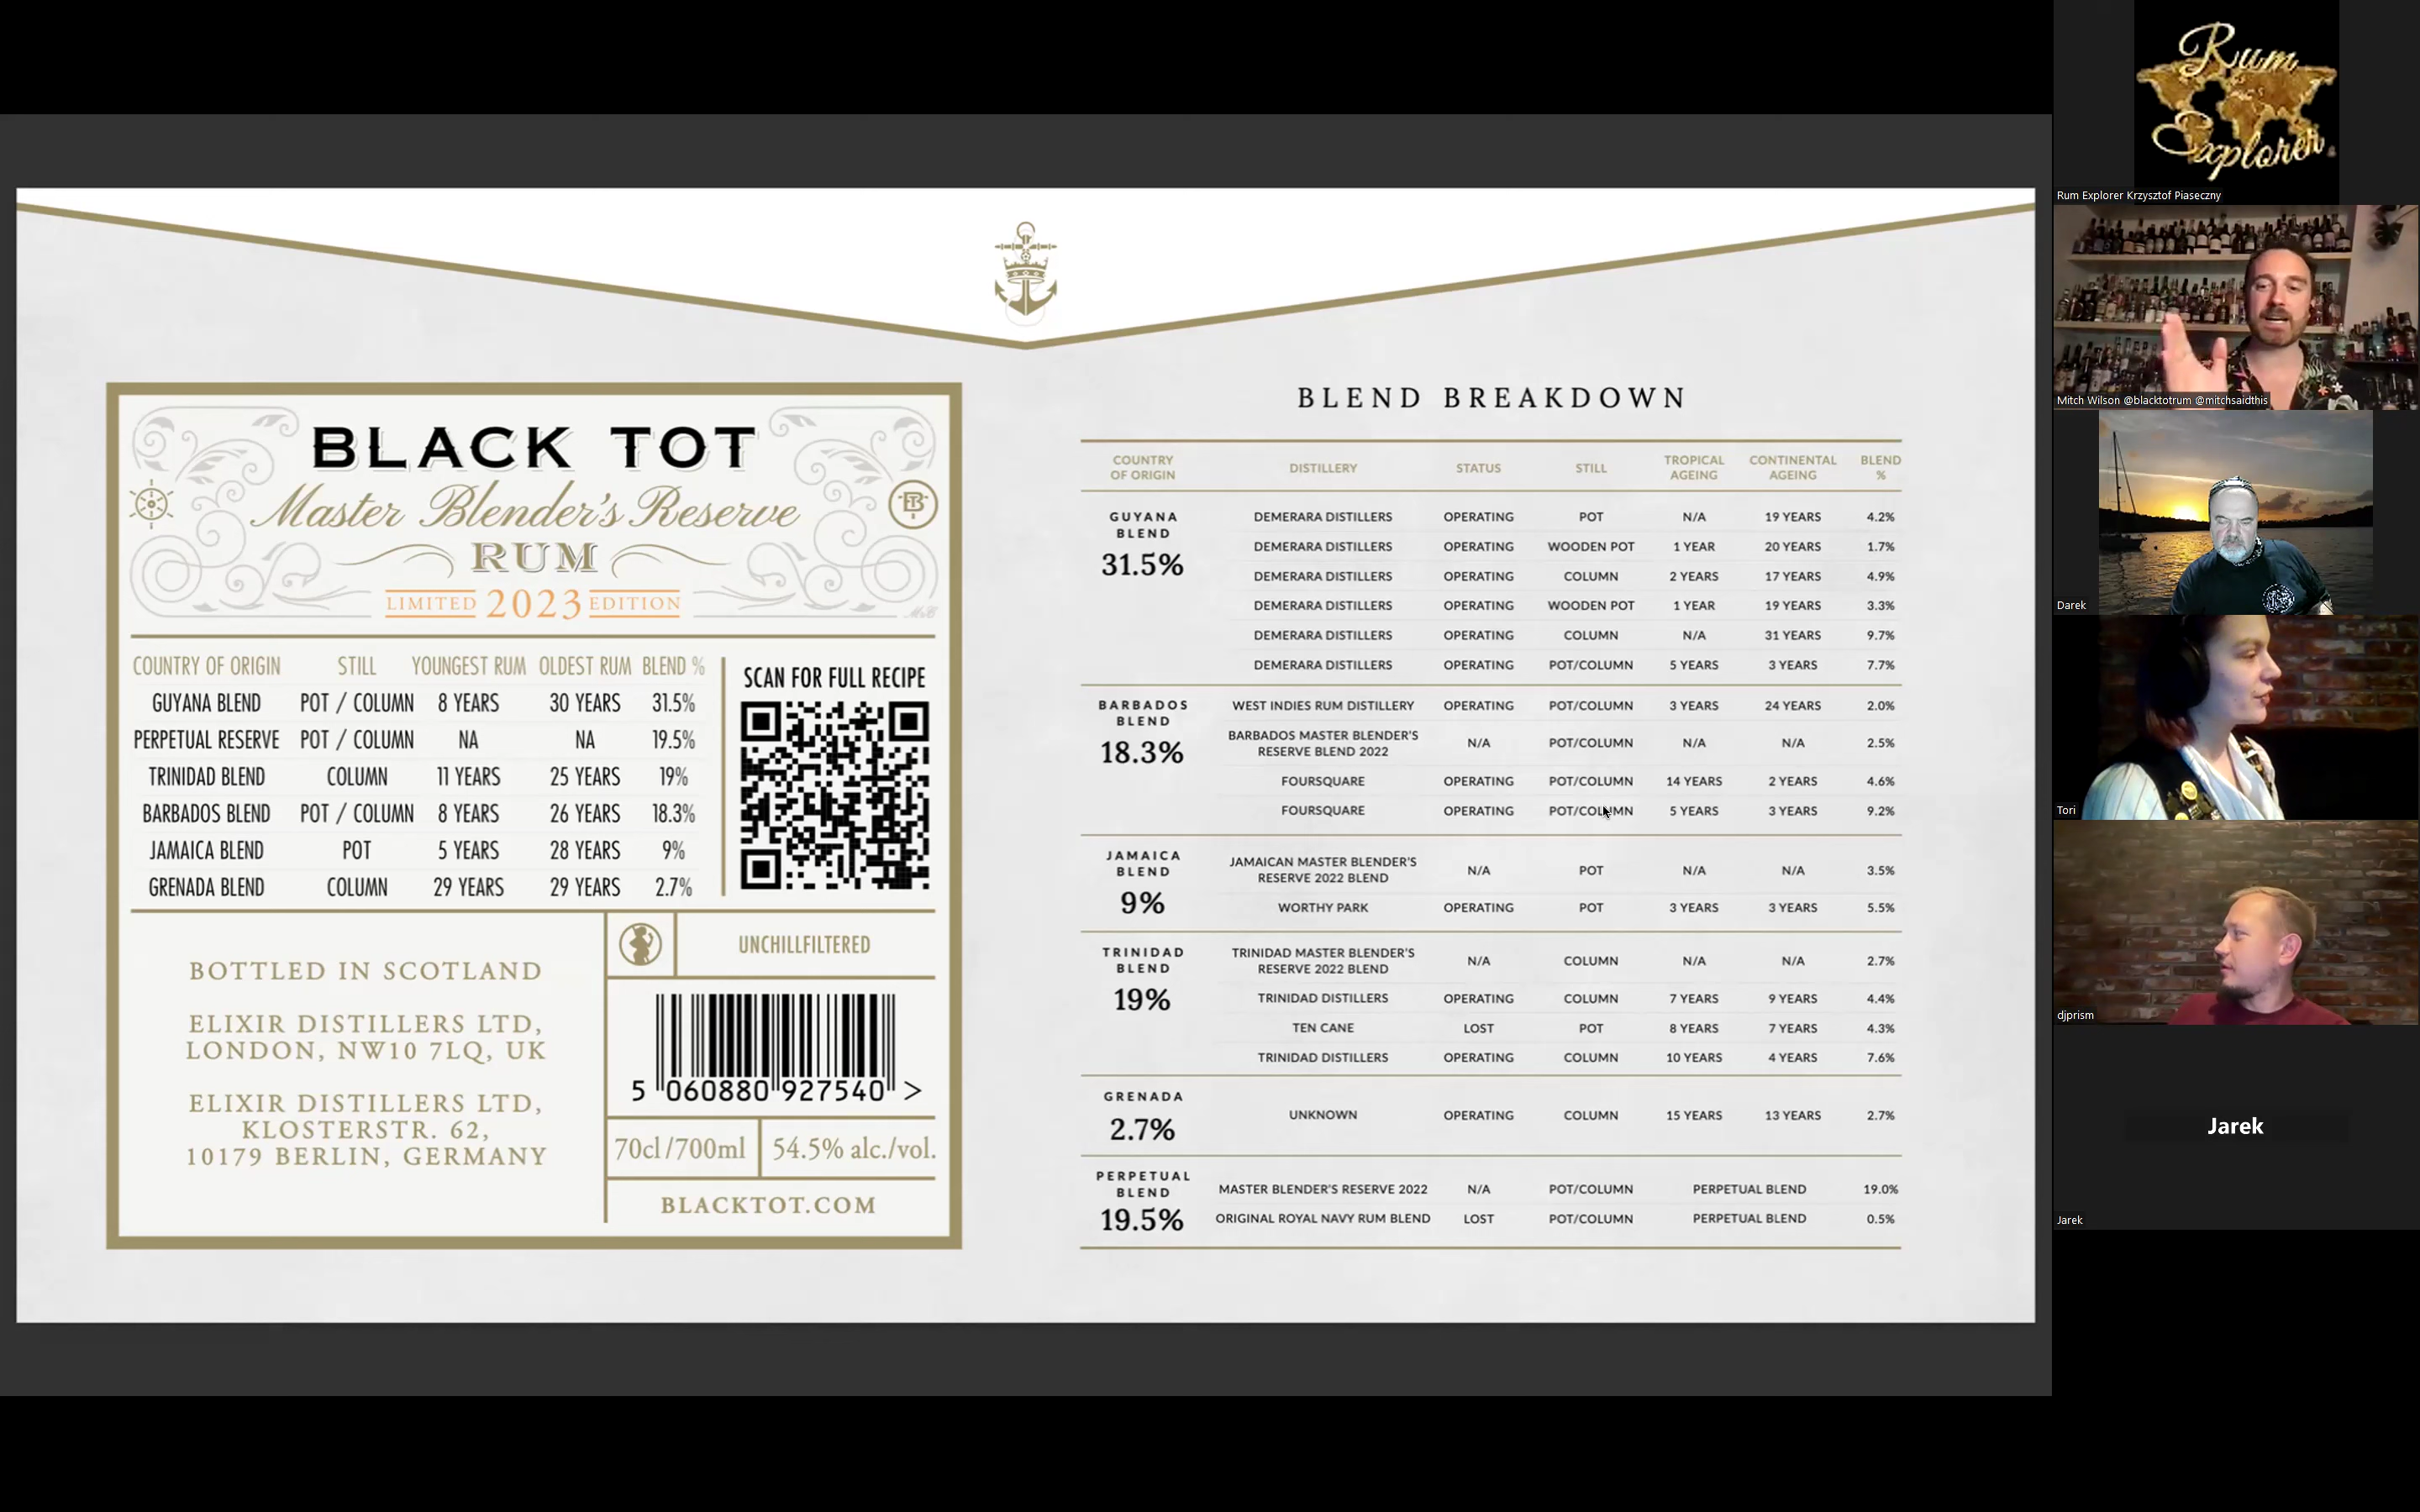 BLACK TOT
Master Blender's Reserve
RUM
LIMITED 2023 EDITION
COUNTRY OF ORIGIN STILL YOUNGEST RUM OLDEST RUM BLEND %
GUYANA BLEND POT / COLUMN 8 YEARS 30 YEARS 31.5%
PERPETUAL RESERVE POT / COLUMN NA NA 19.5%
TRINIDAD BLEND COLUMN 11 YEARS 25 YEARS 19%
BARBADOS BLEND POT / COLUMN 8 YEARS 26 YEARS 18.3%
JAMAICA BLEND POT 5 YEARS 28 YEARS 9%
GRENADA BLEND COLUMN 29 YEARS 29 YEARS 2.7%
SCAN FOR FULL RECIPE
BOTTLED IN SCOTLAND
ELIXIR DISTILLERS LTD,
LONDON, NW10 7LQ, UK
ELIXIR DISTILLERS LTD,
KLOSTERSTR. 62,
10179 BERLIN, GERMANY
UNCHILLFILTERED
5 060880 927540 >
70cl/700ml 54.5% alc./vol.
BLACKTOT.COM
BLEND BREAKDOWN
COUNTRY OF ORIGIN DISTILLERY STATUS STILL TROPICAL AGEING CONTINENTAL AGEING BLEND %
GUYANA BLEND 31.5%
DEMERARA DISTILLERS OPERATING POT N/A 19 YEARS 4.2%
DEMERARA DISTILLERS OPERATING WOODEN POT 1 YEAR 20 YEARS 1.7%
DEMERARA DISTILLERS OPERATING COLUMN 2 YEARS 17 YEARS 4.9%
DEMERARA DISTILLERS OPERATING WOODEN POT 1 YEAR 19 YEARS 3.3%
DEMERARA DISTILLERS OPERATING COLUMN N/A 31 YEARS 9.7%
DEMERARA DISTILLERS OPERATING POT/COLUMN 5 YEARS 3 YEARS 7.7%
BARBADOS BLEND 18.3%
WEST INDIES RUM DISTILLERY OPERATING POT/COLUMN 3 YEARS 24 YEARS 2.0%
BARBADOS MASTER BLENDER'S RESERVE BLEND 2022 N/A POT/COLUMN N/A N/A 2.5%
FOURSQUARE OPERATING POT/COLUMN 14 YEARS 2 YEARS 4.6%
FOURSQUARE OPERATING POT/COLUMN 5 YEARS 3 YEARS 9.2%
JAMAICA BLEND 9%
JAMAICAN MASTER BLENDER'S RESERVE 2022 BLEND N/A POT N/A N/A 3.5%
WORTHY PARK OPERATING POT 3 YEARS 3 YEARS 5.5%
TRINIDAD BLEND 19%
TRINIDAD MASTER BLENDER'S RESERVE 2022 BLEND N/A COLUMN N/A N/A 2.7%
TRINIDAD DISTILLERS OPERATING COLUMN 7 YEARS 9 YEARS 4.4%
TEN CANE LOST POT 8 YEARS 7 YEARS 4.3%
TRINIDAD DISTILLERS OPERATING COLUMN 10 YEARS 4 YEARS 7.6%
GRENADA 2.7%
UNKNOWN OPERATING COLUMN 15 YEARS 13 YEARS 2.7%
PERPETUAL BLEND 19.5%
MASTER BLENDER'S RESERVE 2022 N/A POT/COLUMN PERPETUAL BLEND 19.0%
ORIGINAL ROYAL NAVY RUM BLEND LOST POT/COLUMN PERPETUAL BLEND 0.5%
Rum
Explorer
Rum Explorer Krzysztof Piaseczny
Mitch Wilson @blacktotrum @mitchsaidthis
Darek
Tori
djprism
Jarek
Jarek